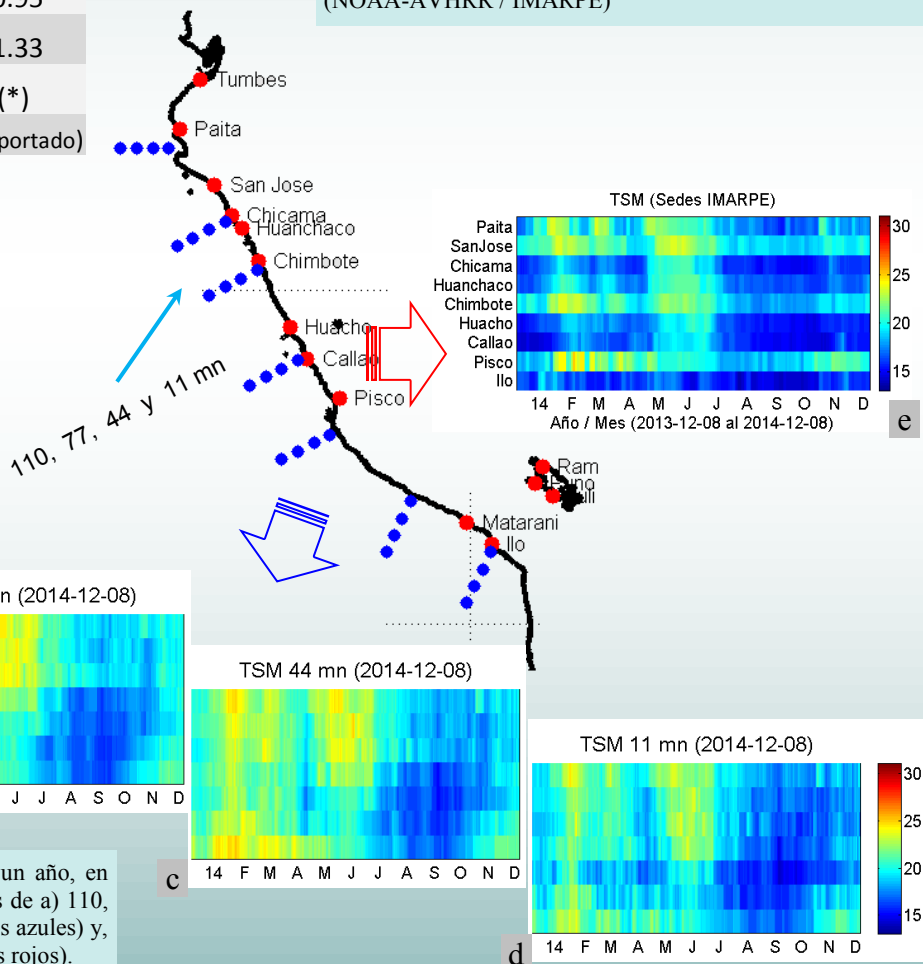 (NOAA-AVHRR / IMARPE)
1.33
(*)
portado)
Tumbes
Paita
San Jose
Chicama
Huanchaco
Chimbote
Huacho
Callao
Pisco
110, 77, 44 y 11 mn
Ram
Matarani
Ilo
TSM (Sedes IMARPE)
Paita
SanJose
Chicama
Huanchaco
Chimbote
Huacho
Callao
Pisco
Ilo
30
25
20
15
14 F M A M J J A S O N D
Año / Mes (2013-12-08 al 2014-12-08)
e
n (2014-12-08)
J J A S O N D
TSM 44 mn (2014-12-08)
14 F M A M J J A S O N D
c
TSM 11 mn (2014-12-08)
30
25
20
15
14 F M A M J J A S O N D
d
un año, en
s de a) 110,
s azules) y,
s rojos).